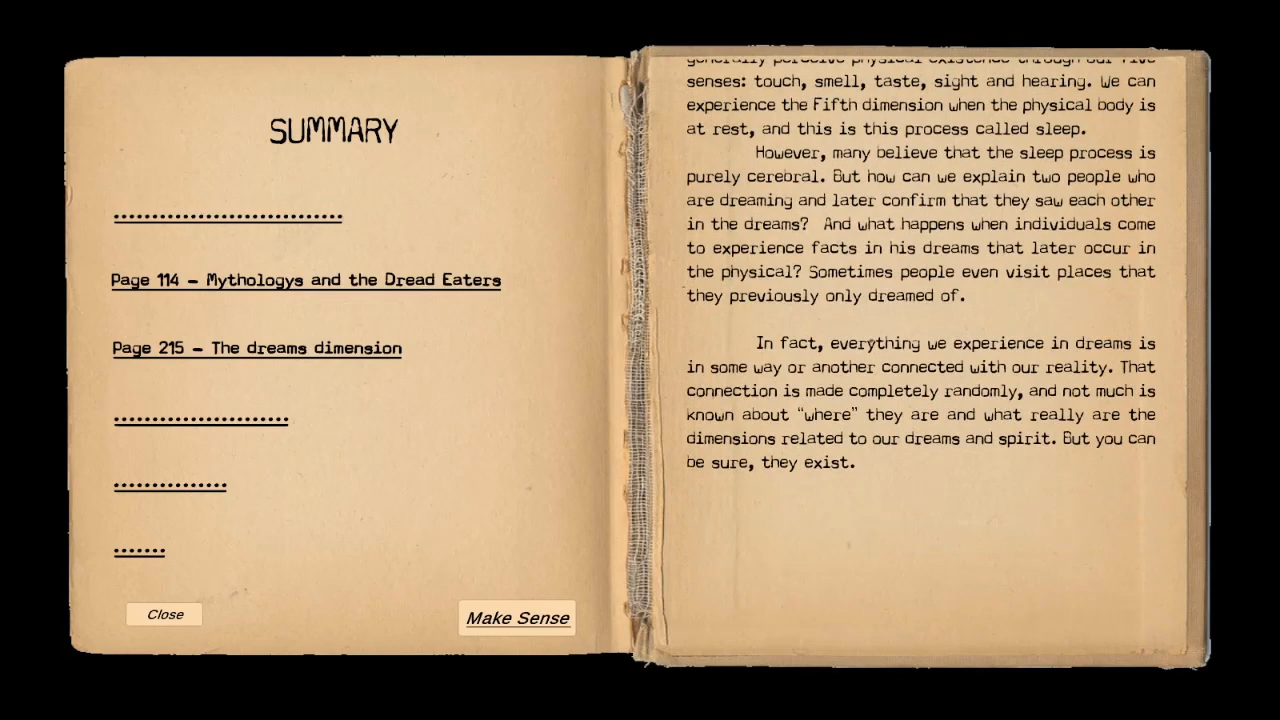 SUMMARY
..............................
Page 114 – Mythologys and the Dread Eaters
Page 215 – The dreams dimension
.......................
...............
.......
Close
Make Sense
generally perceive physical existence through our five
senses: touch, smell, taste, sight and hearing. We can
experience the Fifth dimension when the physical body is
at rest, and this is this process called sleep.
However, many believe that the sleep process is
purely cerebral. But how can we explain two people who
are dreaming and later confirm that they saw each other
in the dreams? And what happens when individuals come
to experience facts in his dreams that later occur in
the physical? Sometimes people even visit places that
they previously only dreamed of.
In fact, everything we experience in dreams is
in some way or another connected with our reality. That
connection is made completely randomly, and not much is
known about "where" they are and what really are the
dimensions related to our dreams and spirit. But you can
be sure, they exist.